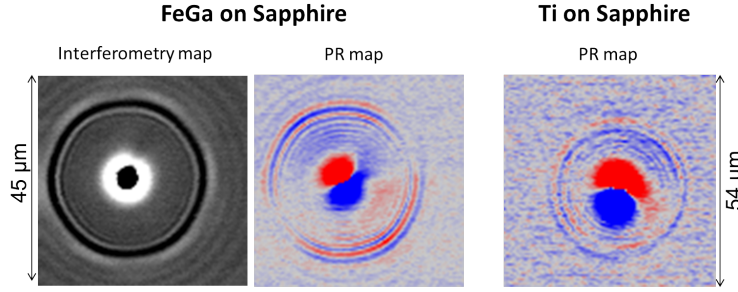 FeGa on Sapphire
Ti on Sapphire
Interferometry map
PR map
PR map
45 μm
54 μm